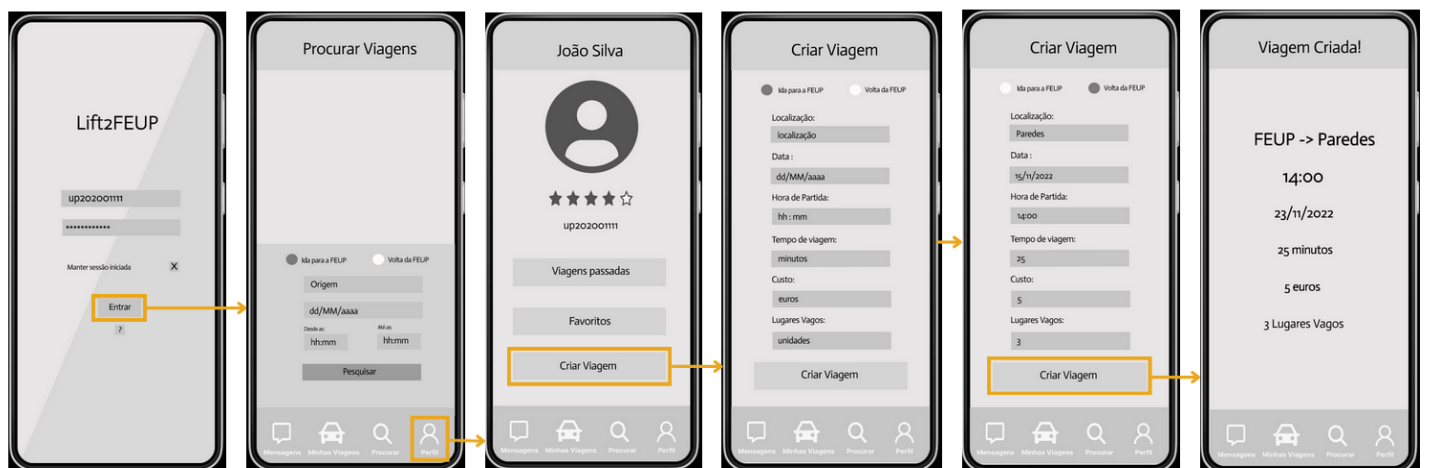 Lift2FEUP
up202001111
************
Manter sessão iniciada X
Entrar
?
Procurar Viagens
Ida para a FEUP Volta da FEUP
Origem
dd/MM/aaaa
Desde as: Até as:
hh:mm hh:mm
Pesquisar
Mensagens Minhas Viagens Procurar Perfil
João Silva
up202001111
Viagens passadas
Favoritos
Criar Viagem
Mensagens Minhas Viagens Procurar Perfil
Criar Viagem
Ida para a FEUP Volta da FEUP
Localização:
localização
Data :
dd/MM/aaaa
Hora de Partida:
hh : mm
Tempo de viagem:
minutos
Custo:
euros
Lugares Vagos:
unidades
Criar Viagem
Mensagens Minhas Viagens Procurar Perfil
Criar Viagem
Ida para a FEUP Volta da FEUP
Localização:
Paredes
Data :
15/11/2022
Hora de Partida:
14:00
Tempo de viagem:
25
Custo:
5
Lugares Vagos:
3
Criar Viagem
Mensagens Minhas Viagens Procurar Perfil
Viagem Criada!
FEUP -> Paredes
14:00
23/11/2022
25 minutos
5 euros
3 Lugares Vagos
Mensagens Minhas Viagens Procurar Perfil